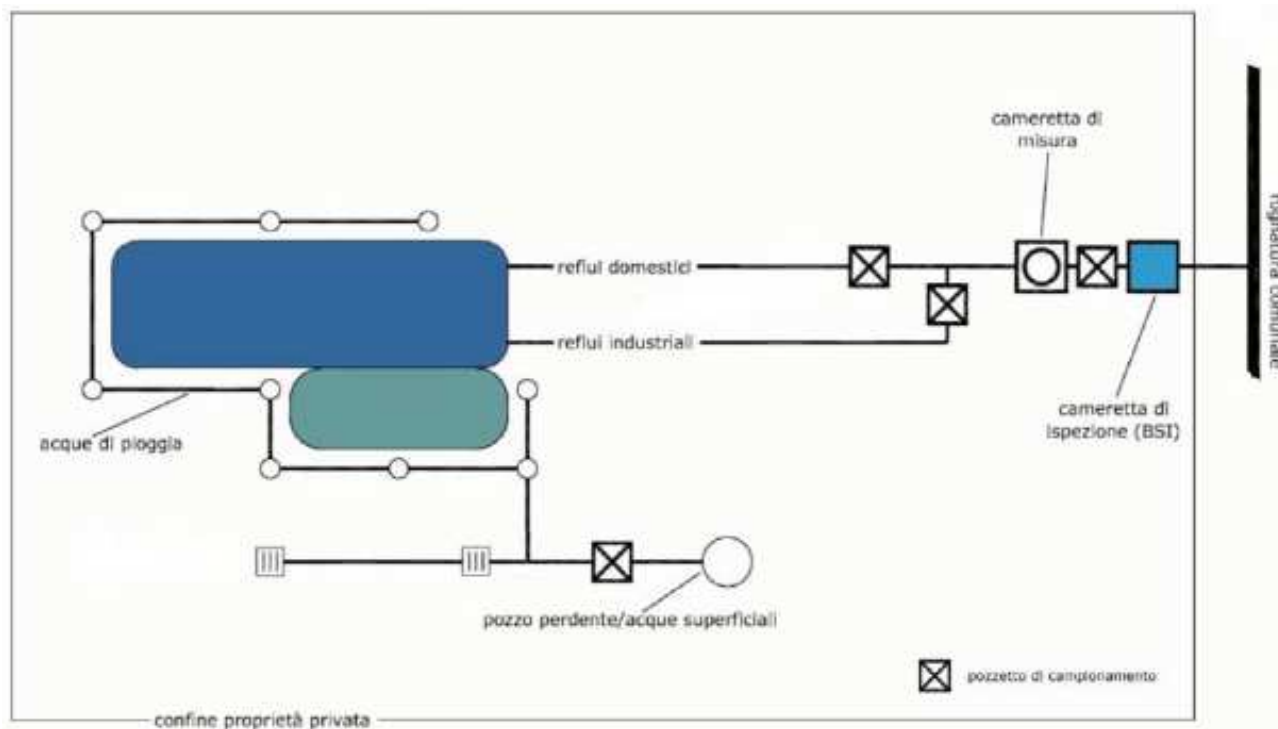 cameretta di
misura
fognatura comunale
reflui domestici
reflui industriali
cameretta di
ispezione (BSI)
acque di pioggia
pozzo perdente/acque superficiali
pozzetto di campionamento
confine proprietà privata